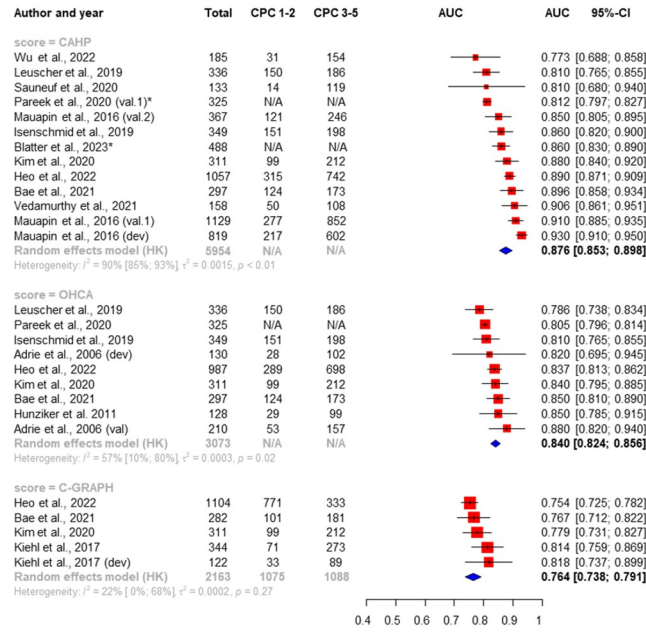 Author and year Total CPC 1-2 CPC 3-5 AUC AUC 95%-CI
score = CAHP
Wu et al., 2022 185 31 154 0.773 [0.688; 0.858]
Leuscher et al., 2019 336 150 186 0.810 [0.765; 0.855]
Sauneuf et al., 2020 133 14 119 0.810 [0.680; 0.940]
Pareek et al., 2020 (val.1)* 325 N/A N/A 0.812 [0.797; 0.827]
Mauapin et al., 2016 (val.2) 367 121 246 0.850 [0.805; 0.895]
Isenschmid et al., 2019 349 151 198 0.860 [0.820; 0.900]
Blatter et al., 2023* 488 N/A N/A 0.860 [0.830; 0.890]
Kim et al., 2020 311 99 212 0.880 [0.840; 0.920]
Heo et al., 2022 1057 315 742 0.890 [0.871; 0.909]
Bae et al., 2021 297 124 173 0.896 [0.858; 0.934]
Vedamurthy et al., 2021 158 50 108 0.906 [0.861; 0.951]
Mauapin et al., 2016 (val.1) 1129 277 852 0.910 [0.885; 0.935]
Mauapin et al., 2016 (dev) 819 217 602 0.930 [0.910; 0.950]
Random effects model (HK) 5954 N/A N/A 0.876 [0.853; 0.898]
Heterogeneity: I² = 90% [85%; 93%], τ² = 0.0015, p < 0.01
score = OHCA
Leuscher et al., 2019 336 150 186 0.786 [0.738; 0.834]
Pareek et al., 2020 325 N/A N/A 0.805 [0.796; 0.814]
Isenschmid et al., 2019 349 151 198 0.810 [0.765; 0.855]
Adrie et al., 2006 (dev) 130 28 102 0.820 [0.695; 0.945]
Heo et al., 2022 987 289 698 0.837 [0.813; 0.862]
Kim et al., 2020 311 99 212 0.840 [0.795; 0.885]
Bae et al., 2021 297 124 173 0.850 [0.810; 0.890]
Hunziker et al. 2011 128 29 99 0.850 [0.785; 0.915]
Adrie et al., 2006 (val) 210 53 157 0.880 [0.820; 0.940]
Random effects model (HK) 3073 N/A N/A 0.840 [0.824; 0.856]
Heterogeneity: I² = 57% [10%; 80%], τ² = 0.0003, p = 0.02
score = C-GRAPH
Heo et al., 2022 1104 771 333 0.754 [0.725; 0.782]
Bae et al., 2021 282 101 181 0.767 [0.712; 0.822]
Kim et al., 2020 311 99 212 0.779 [0.731; 0.827]
Kiehl et al., 2017 344 71 273 0.814 [0.759; 0.869]
Kiehl et al., 2017 (dev) 122 33 89 0.818 [0.737; 0.899]
Random effects model (HK) 2163 1075 1088 0.764 [0.738; 0.791]
Heterogeneity: I² = 22% [ 0%; 68%], τ² = 0.0002, p = 0.27
0.4 0.5 0.6 0.7 0.8 0.9 1